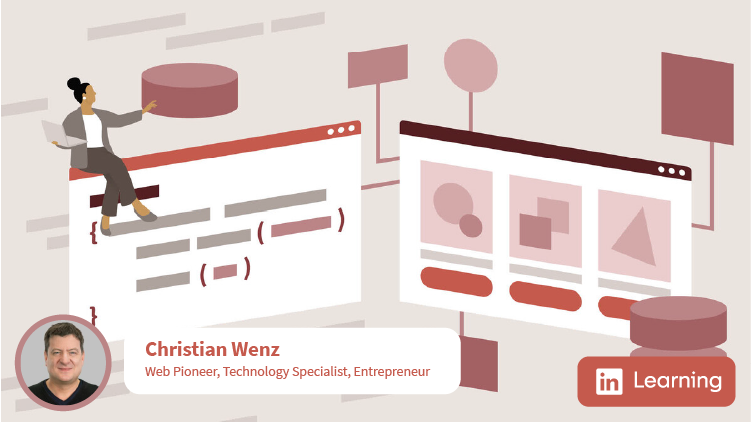 {
(
)
(
)
}
Christian Wenz
Web Pioneer, Technology Specialist, Entrepreneur
in Learning